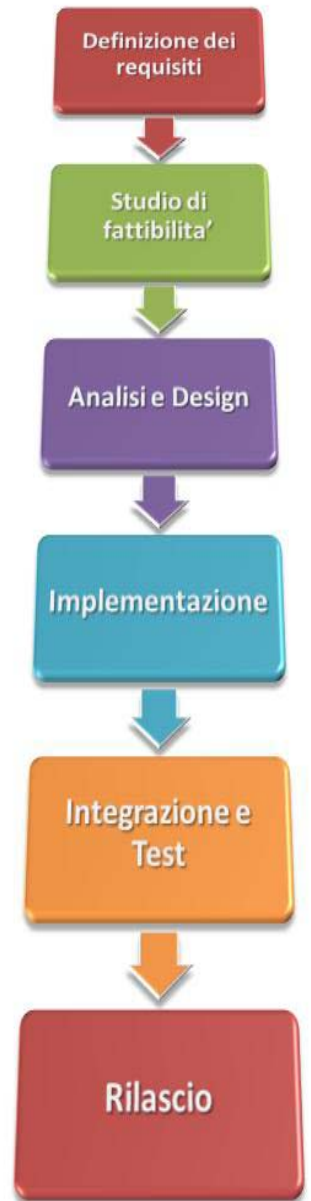 Definizione dei
requisiti
Studio di
fattibilita’
Analisi e Design
Implementazione
Integrazione e
Test
Rilascio